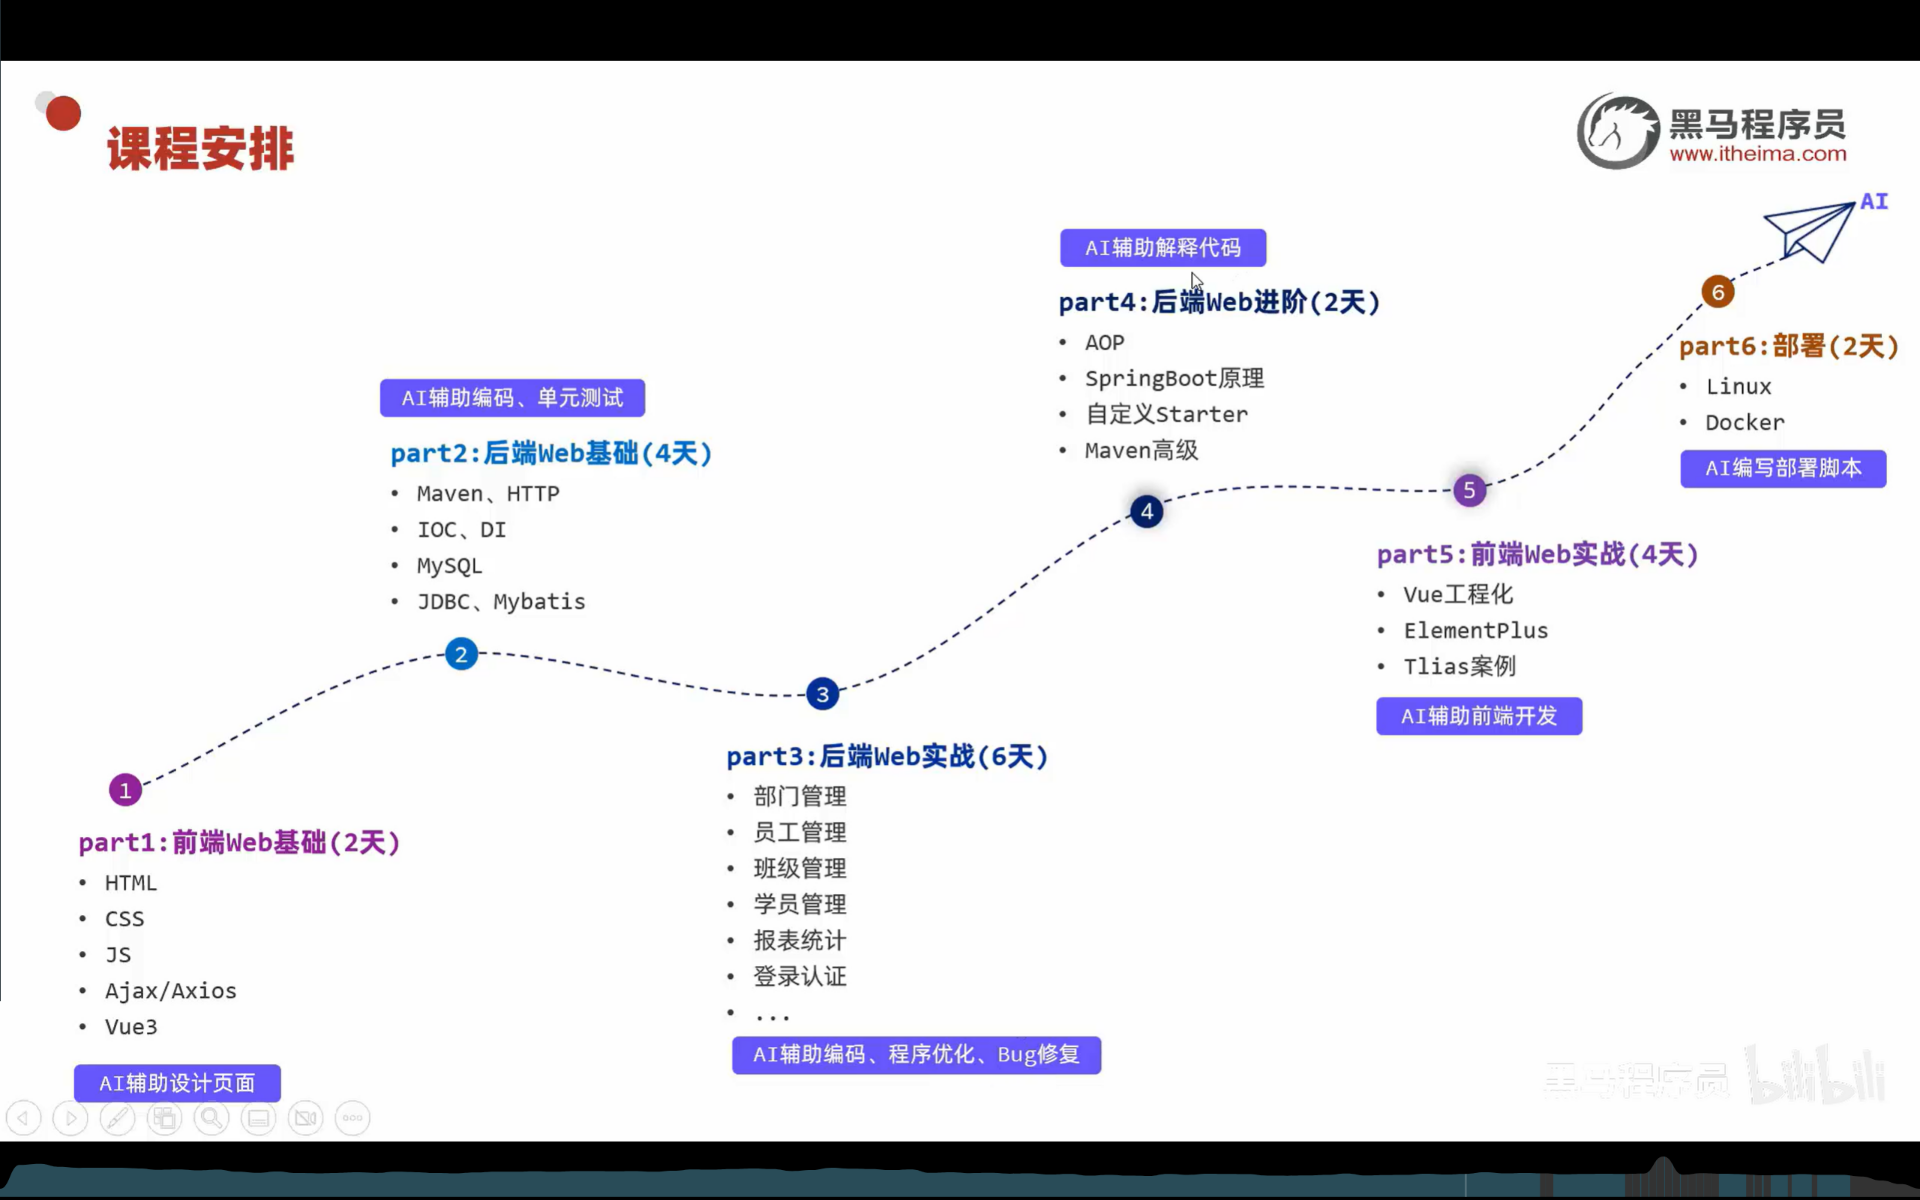 课程安排
黑马程序员
www.itheima.com
AI
AI辅助解释代码
part4:后端Web进阶(2天)
• AOP
• SpringBoot原理
• 自定义Starter
• Maven高级
4
6
part6:部署(2天)
• Linux
• Docker
AI编写部署脚本
AI辅助编码、单元测试
part2:后端Web基础(4天)
• Maven、HTTP
• IOC、DI
• MySQL
• JDBC、Mybatis
2
5
part5:前端Web实战(4天)
• Vue工程化
• ElementPlus
• Tlias案例
AI辅助前端开发
3
part3:后端Web实战(6天)
• 部门管理
• 员工管理
• 班级管理
• 学员管理
• 报表统计
• 登录认证
• ...
AI辅助编码、程序优化、Bug修复
1
part1:前端Web基础(2天)
• HTML
• CSS
• JS
• Ajax/Axios
• Vue3
AI辅助设计页面
黑马程序员 bilibili